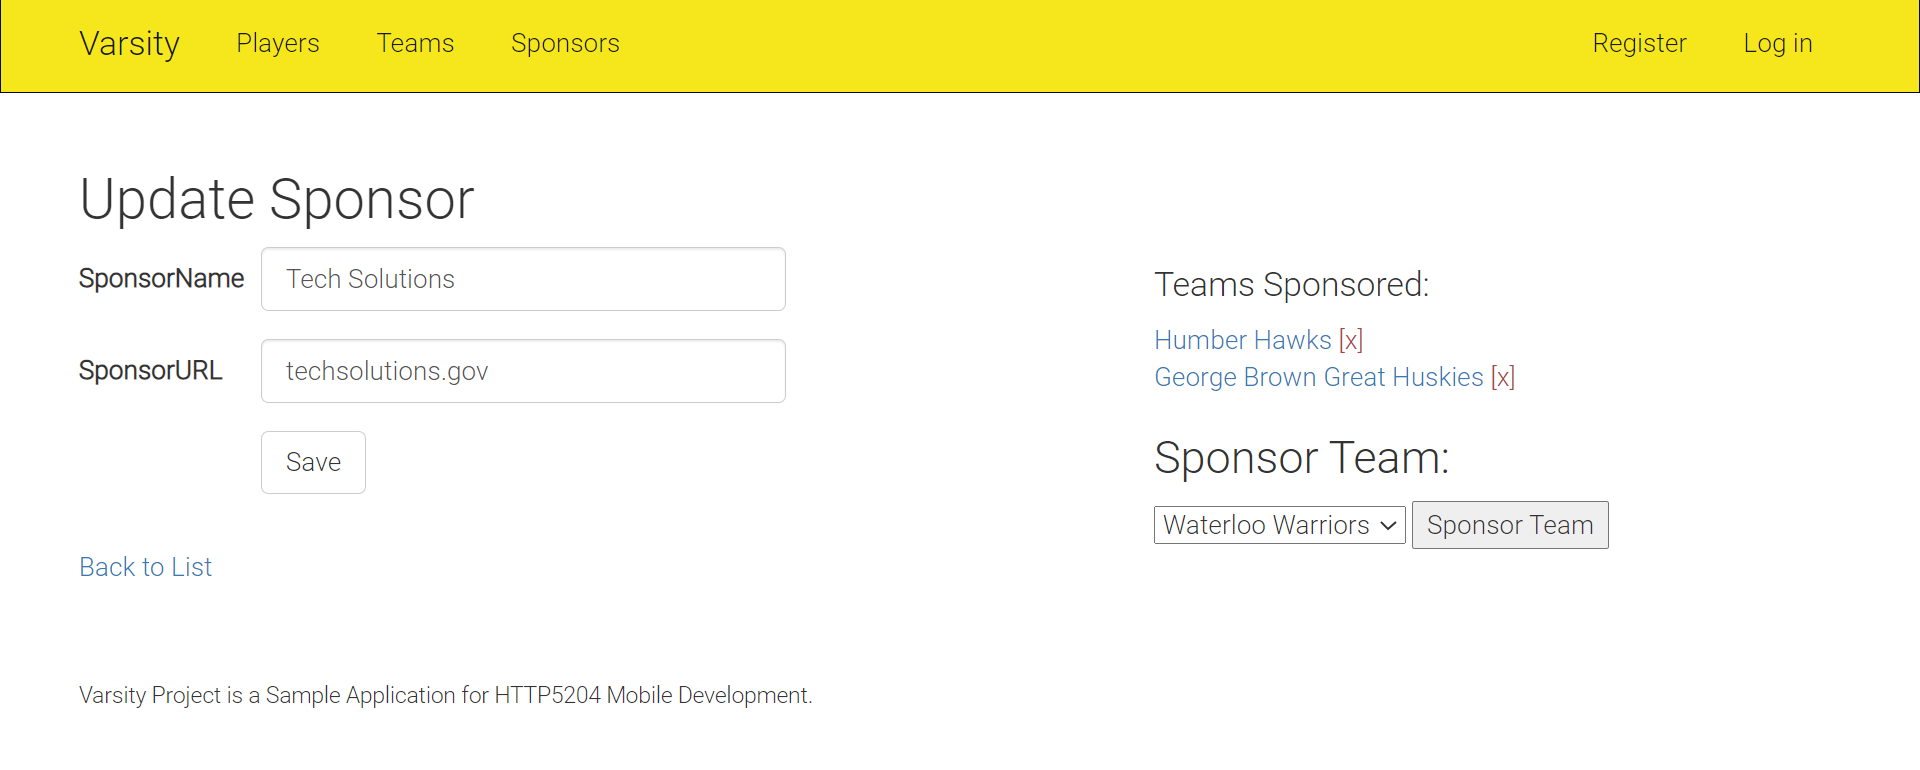 Varsity Players Teams Sponsors Register Log in
Update Sponsor
SponsorName Tech Solutions
SponsorURL techsolutions.gov
Save
Back to List
Teams Sponsored:
Humber Hawks [x]
George Brown Great Huskies [x]
Sponsor Team:
Waterloo Warriors Sponsor Team
Varsity Project is a Sample Application for HTTP5204 Mobile Development.